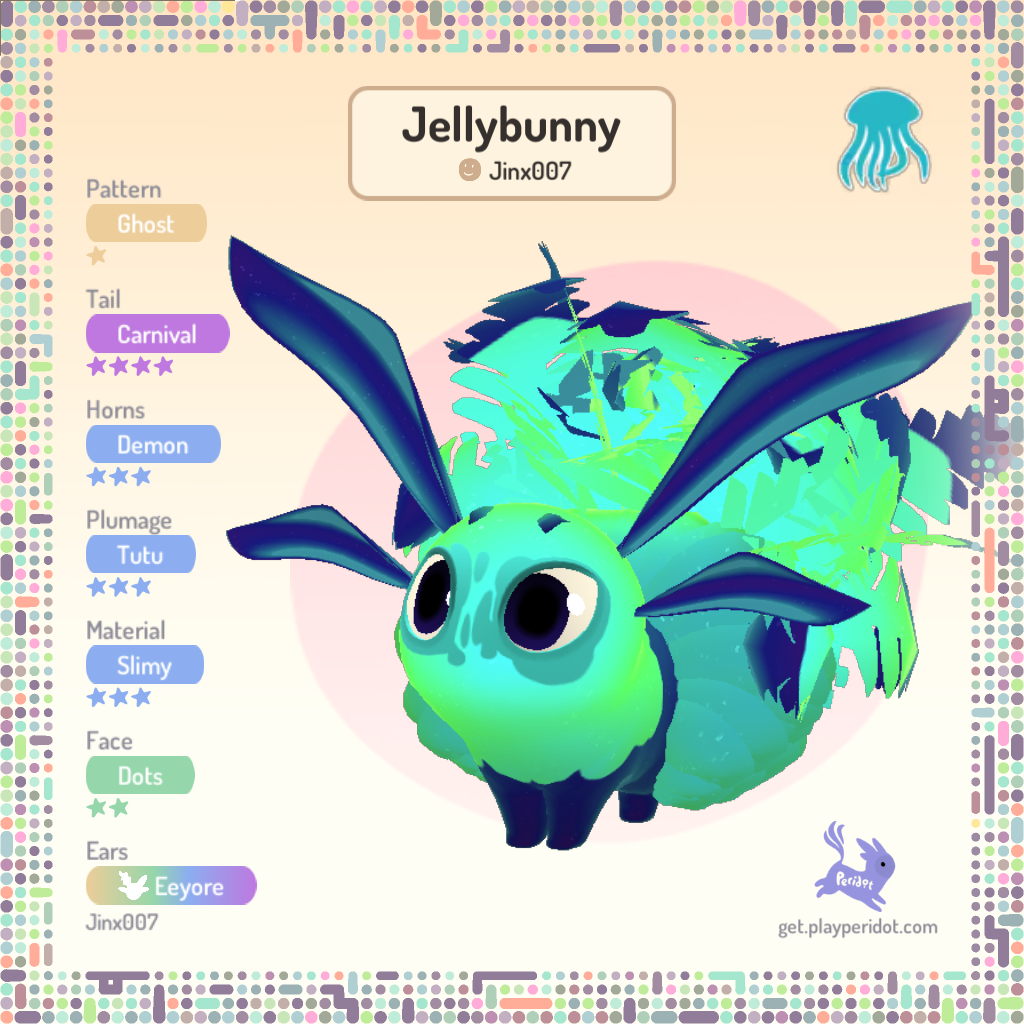 Jellybunny
Jinx007
Pattern
Ghost
Tail
Carnival
Horns
Demon
Plumage
Tutu
Material
Slimy
Face
Dots
Ears
Eeyore
Jinx007
Peridot
get.playperidot.com